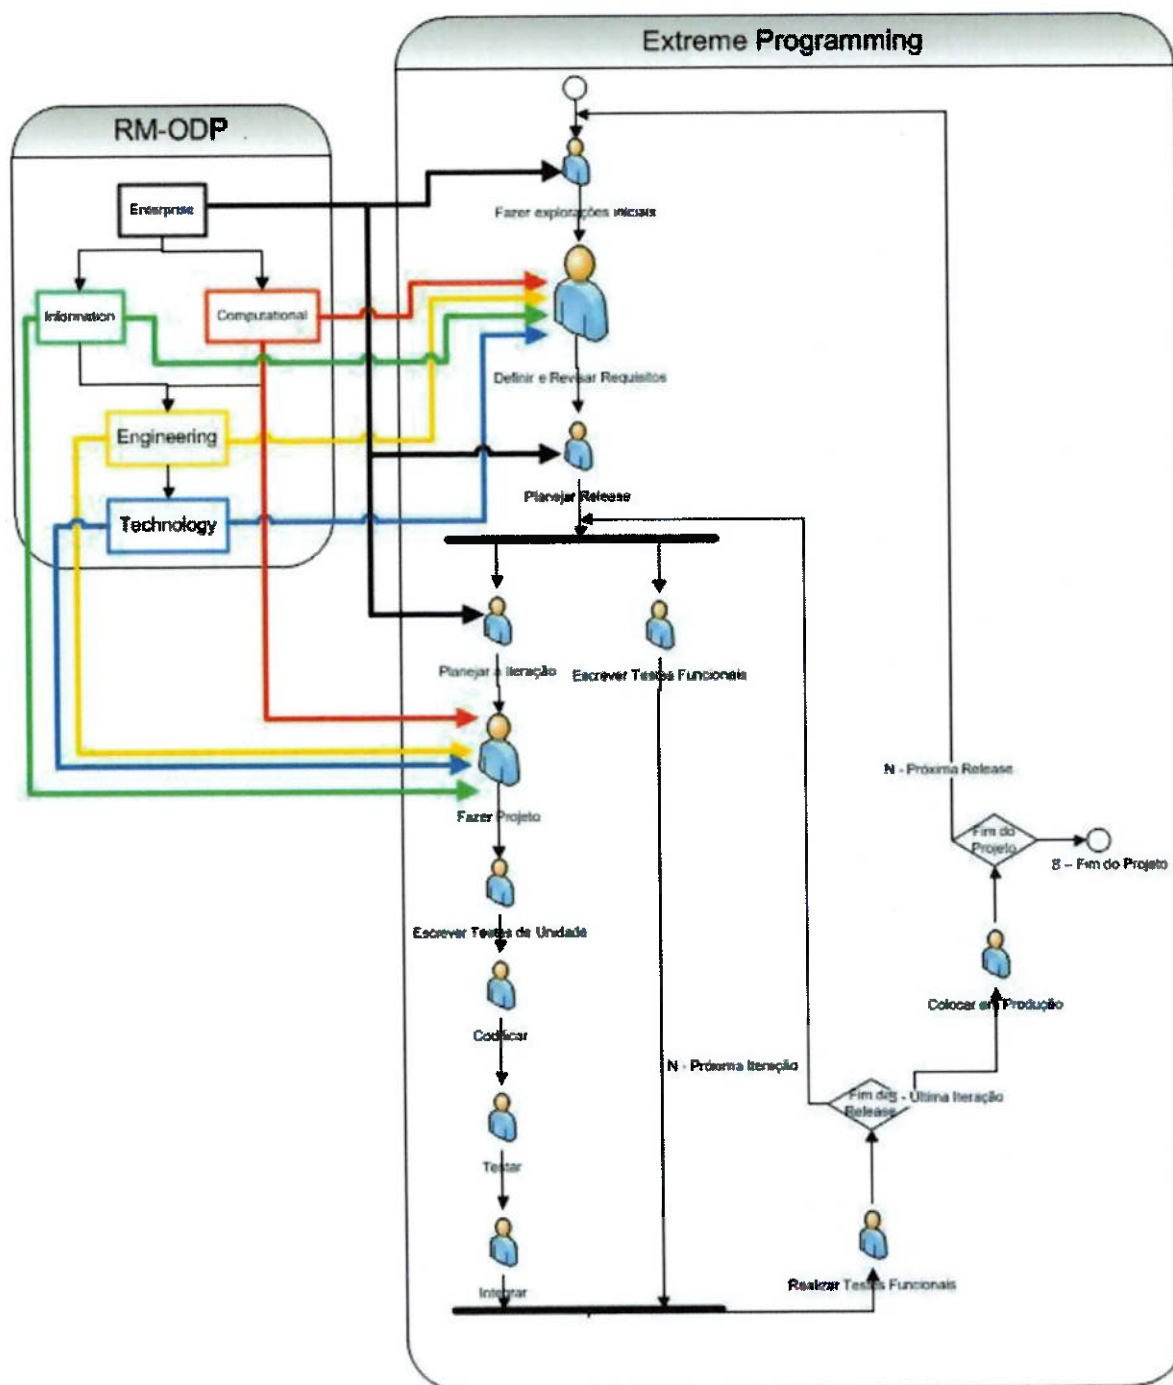 Extreme Programming
RM-ODP
Enterprise
Information
Computational
Engineering
Technology
Fazer explorações iniciais
Definir e Revisar Requisitos
Planejar Release
Planejar a Iteração
Escrever Testes Funcionais
Fazer Projeto
Escrever Testes de Unidade
Codificar
Testar
Integrar
N - Próxima Iteração
Realizar Testes Funcionais
Fim da
Release
S - Última Iteração
Colocar em Produção
Fim do
Projeto
N - Próxima Release
S – Fim do Projeto